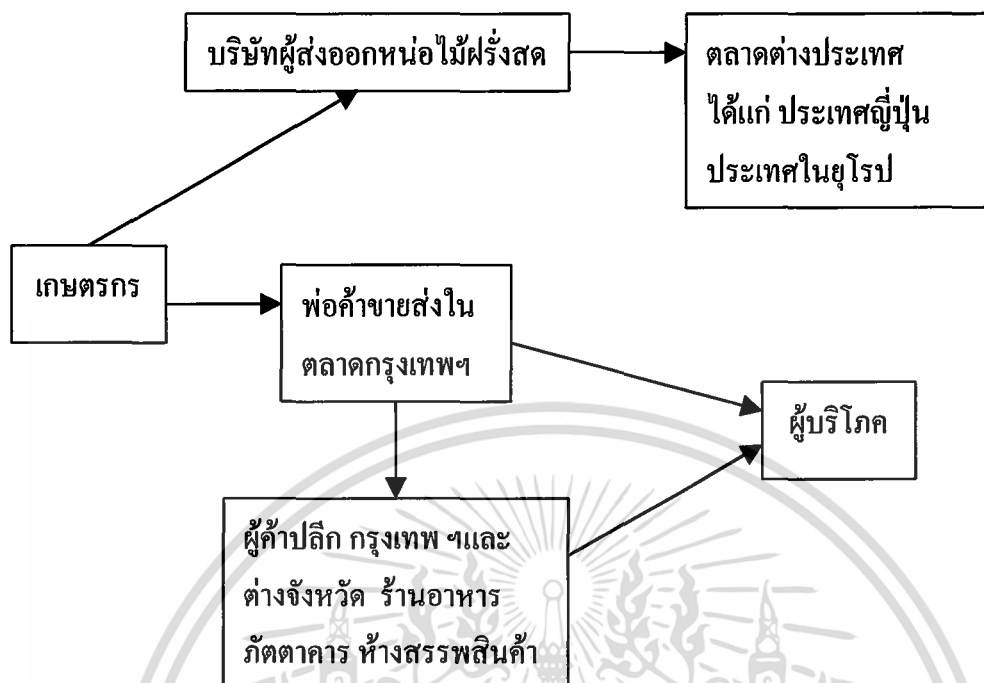 บริษัทผู้ส่งออกหน่อไม้ฝรั่งสด
ตลาดต่างประเทศ
ได้แก่ ประเทศญี่ปุ่น
ประเทศในยุโรป
เกษตรกร
พ่อค้าขายส่งใน
ตลาดกรุงเทพฯ
ผู้บริโภค
ผู้ค้าปลีก กรุงเทพ ฯและ
ต่างจังหวัด ร้านอาหาร
ภัตตาคาร ห้างสรรพสินค้า